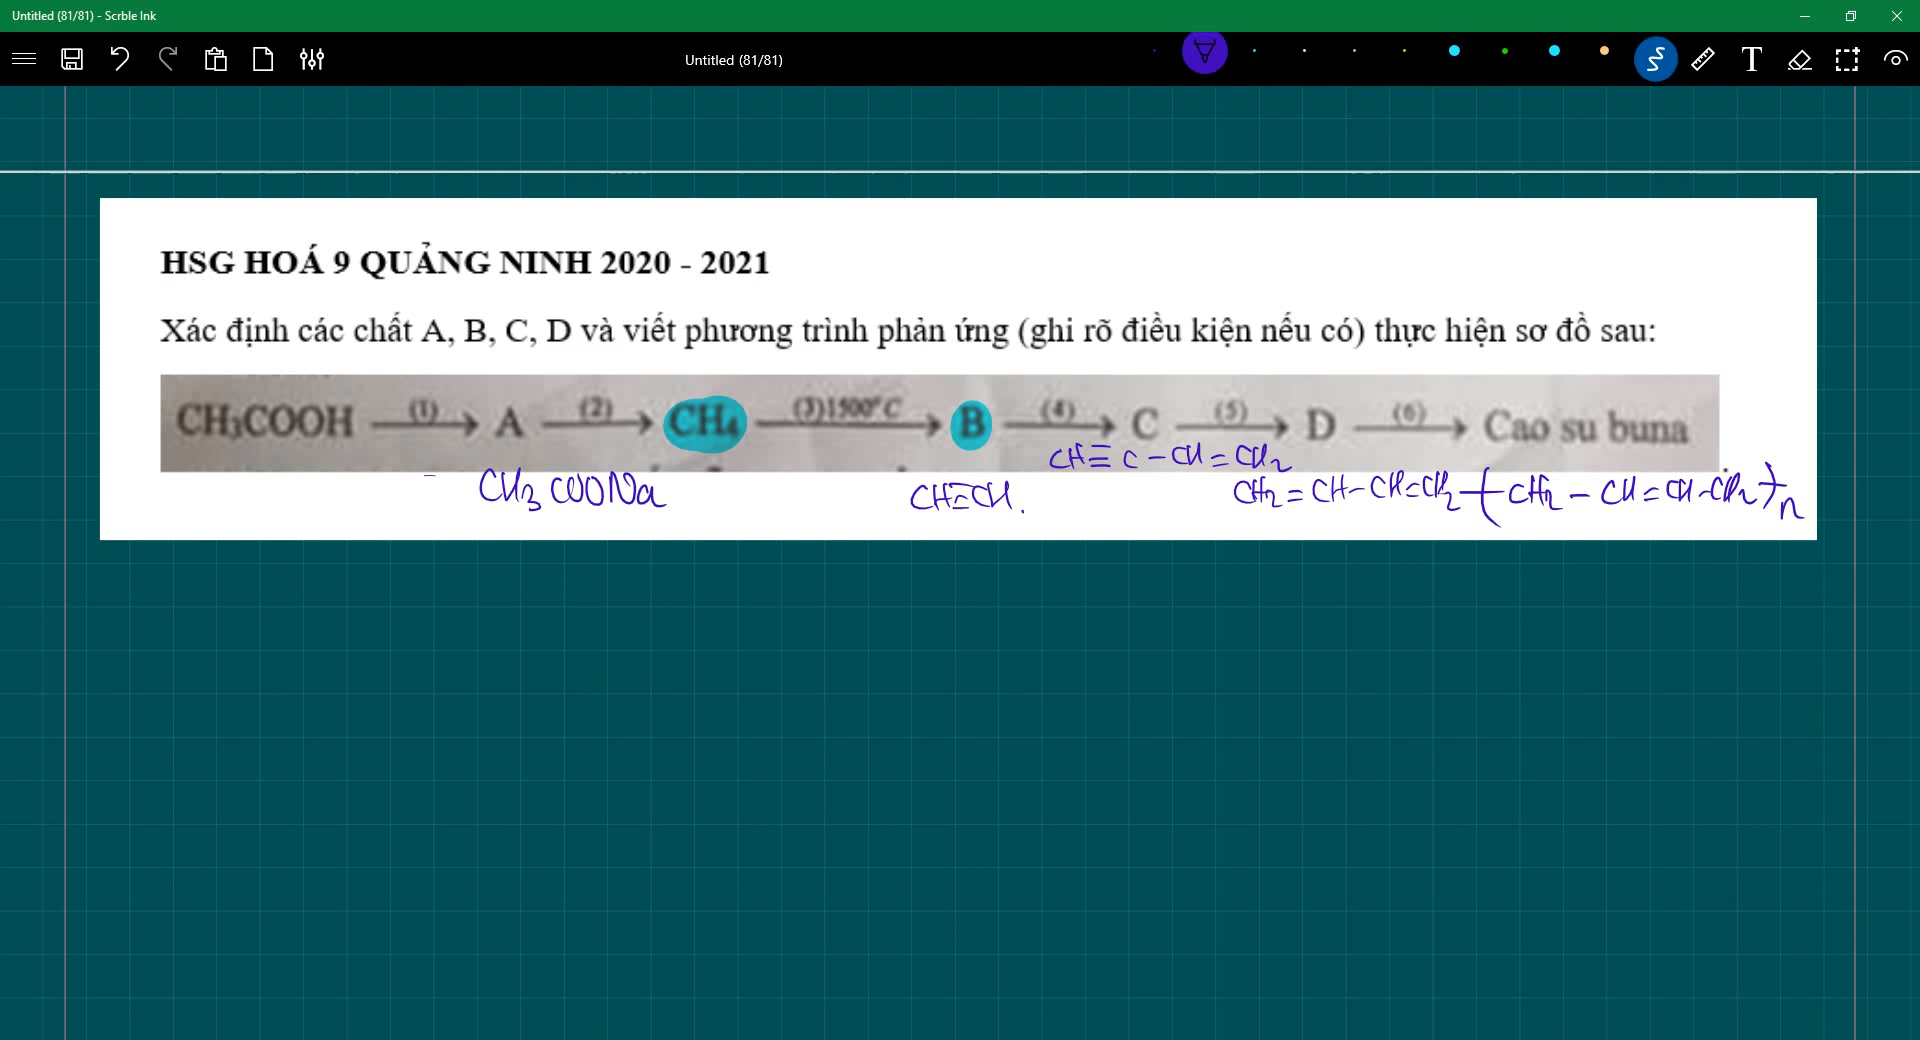 Untitled (81/81) - Scrble Ink
Untitled (81/81)
T
HSG HOÁ 9 QUẢNG NINH 2020 - 2021
Xác định các chất A, B, C, D và viết phương trình phản ứng (ghi rõ điều kiện nếu có) thực hiện sơ đồ sau:
CH₃COOH —(1)→ A —(2)→ CH₄ —(3)1500°C→ B —(4)→ C —(5)→ D —(6)→ Cao su buna
CH≡C-CH=CH₂
CH₃COONa CH≡CH. CH₂=CH-CH=CH₂ (CH₂-CH=CH-CH₂)n